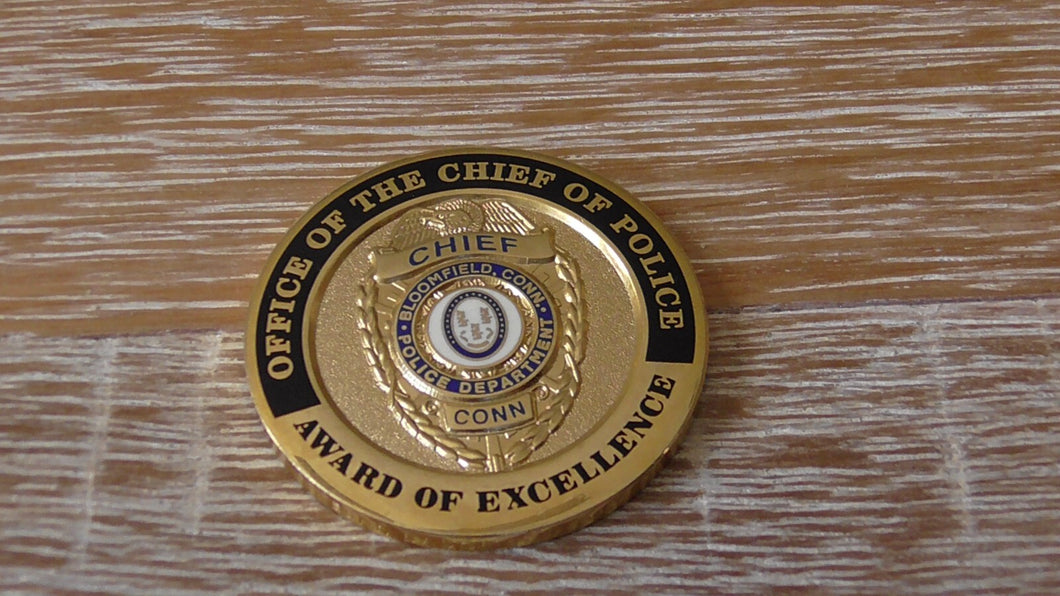 OFFICE OF THE CHIEF OF POLICE
CHIEF
• BLOOMFIELD, CONN. •
POLICE DEPARTMENT
CONN
AWARD OF EXCELLENCE